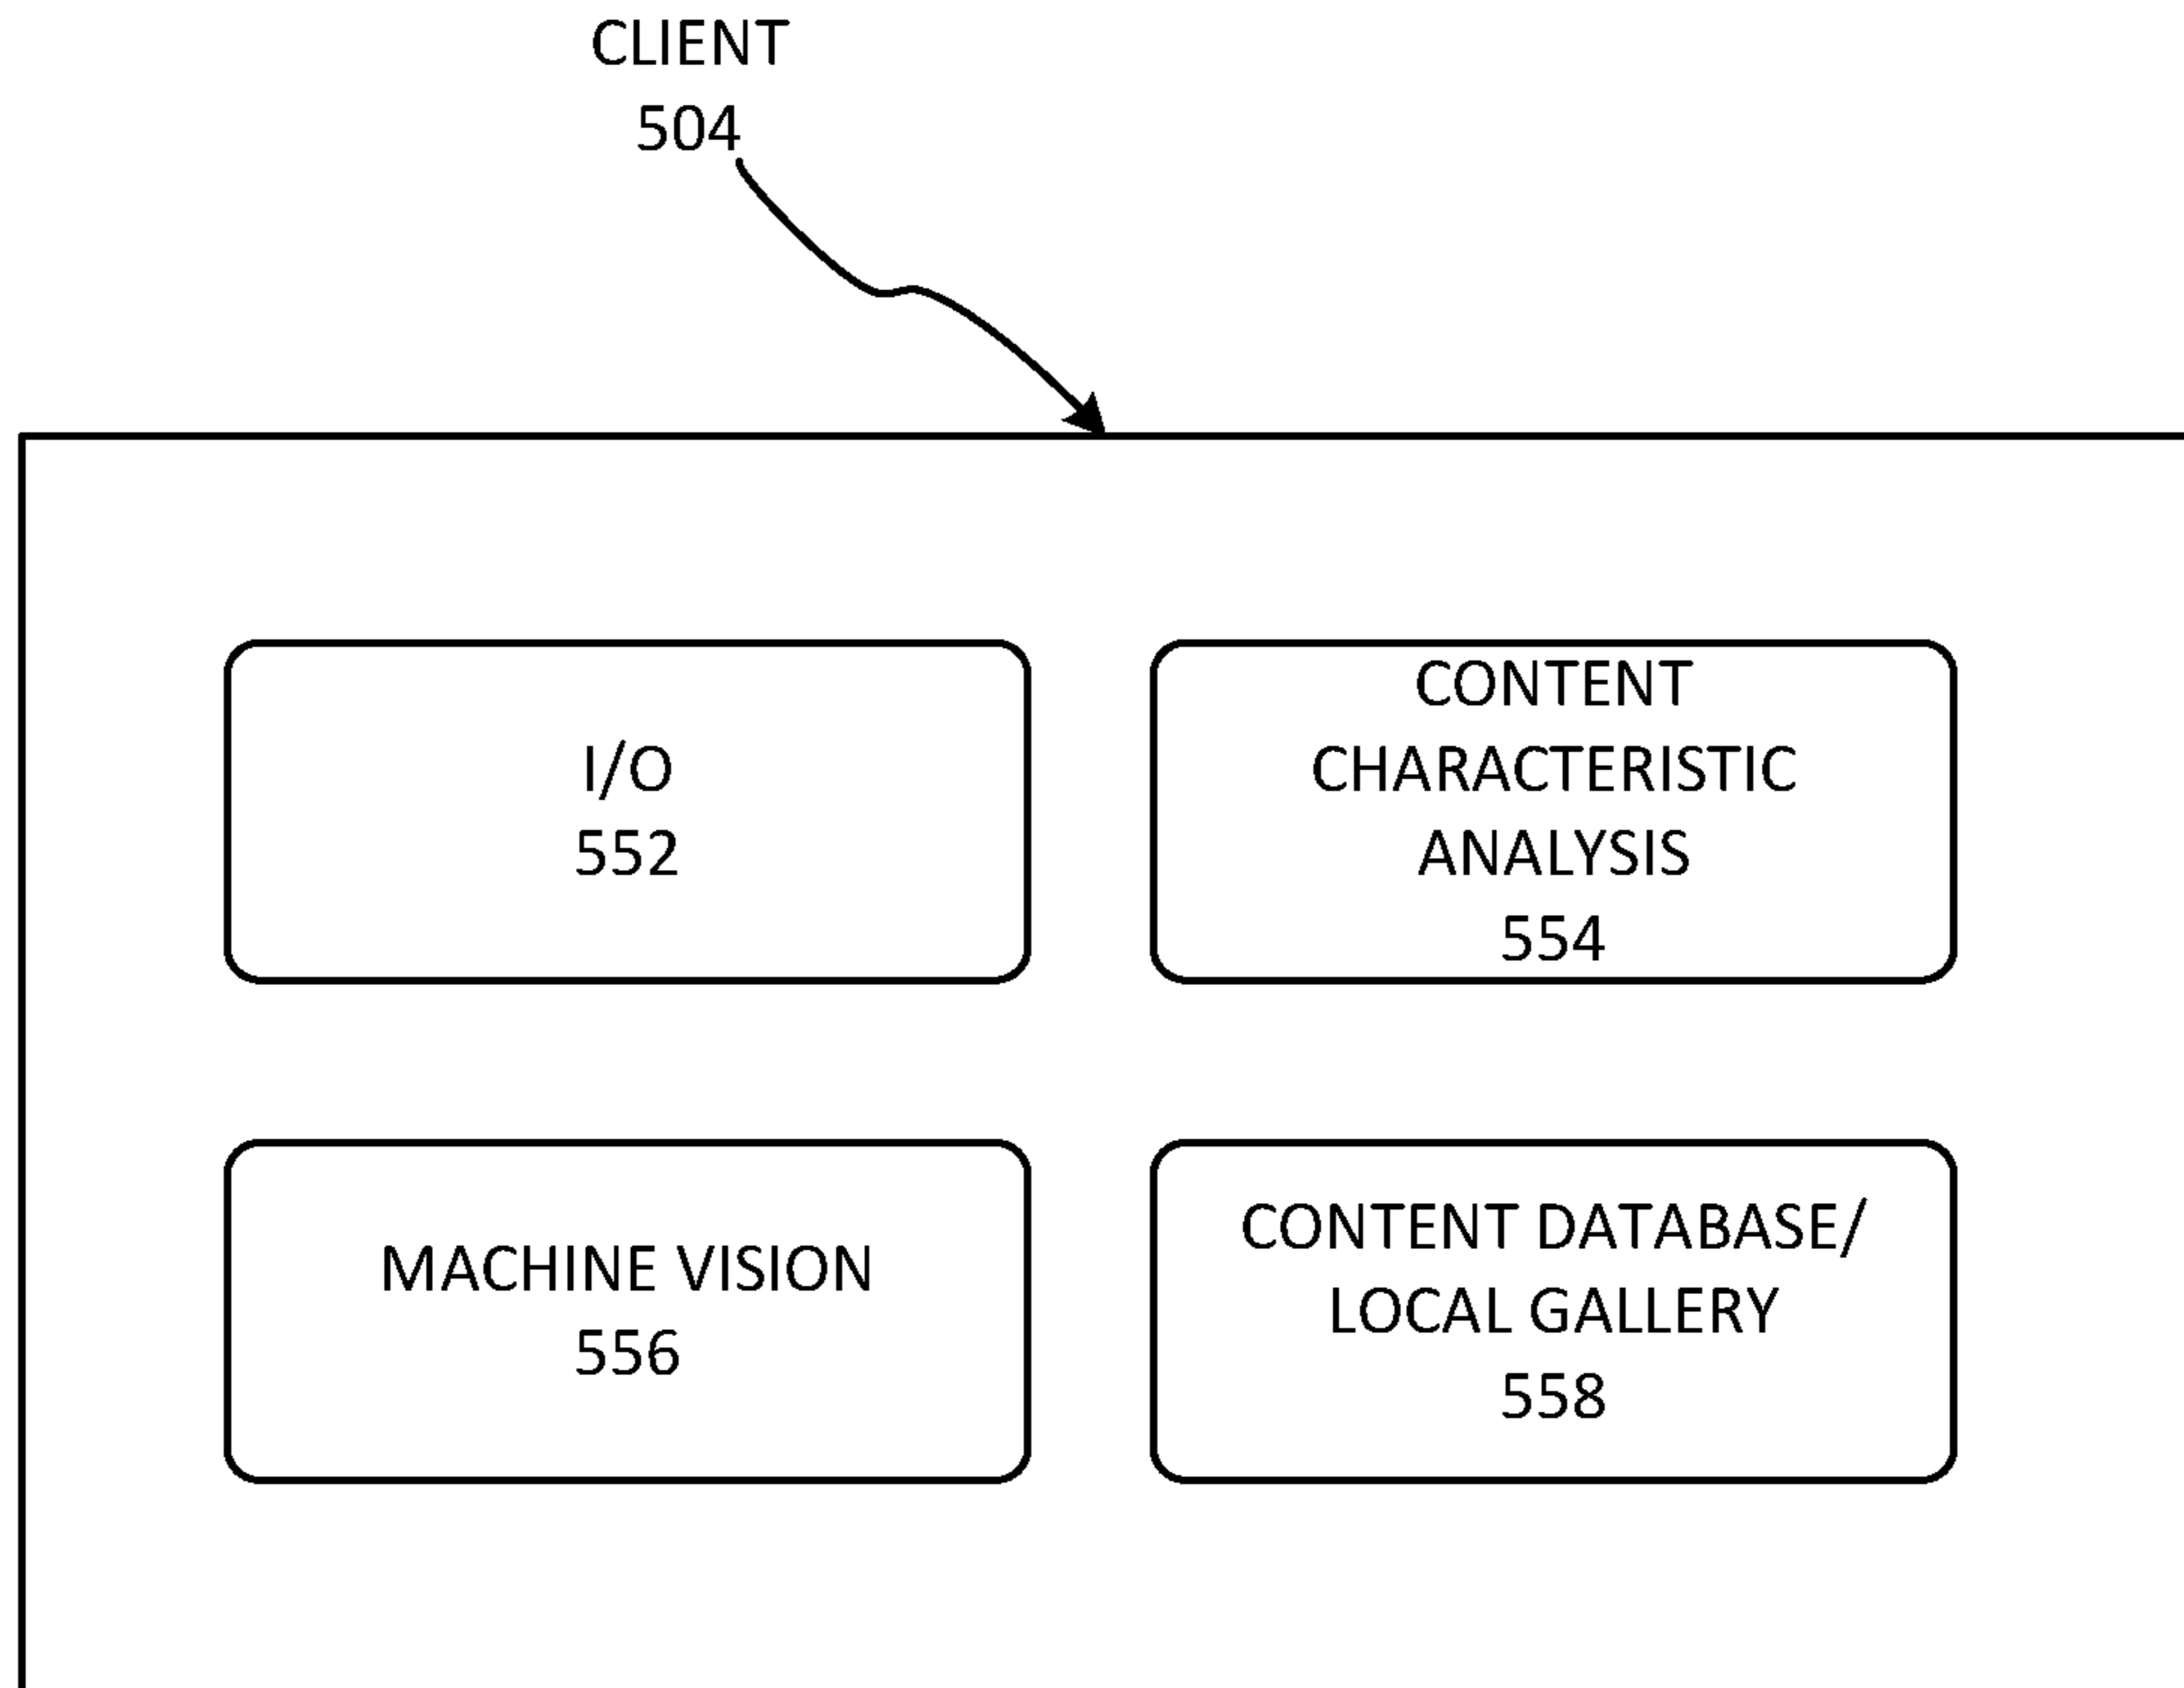 CLIENT
504
I/O
552
CONTENT
CHARACTERISTIC
ANALYSIS
554
MACHINE VISION
556
CONTENT DATABASE/
LOCAL GALLERY
558